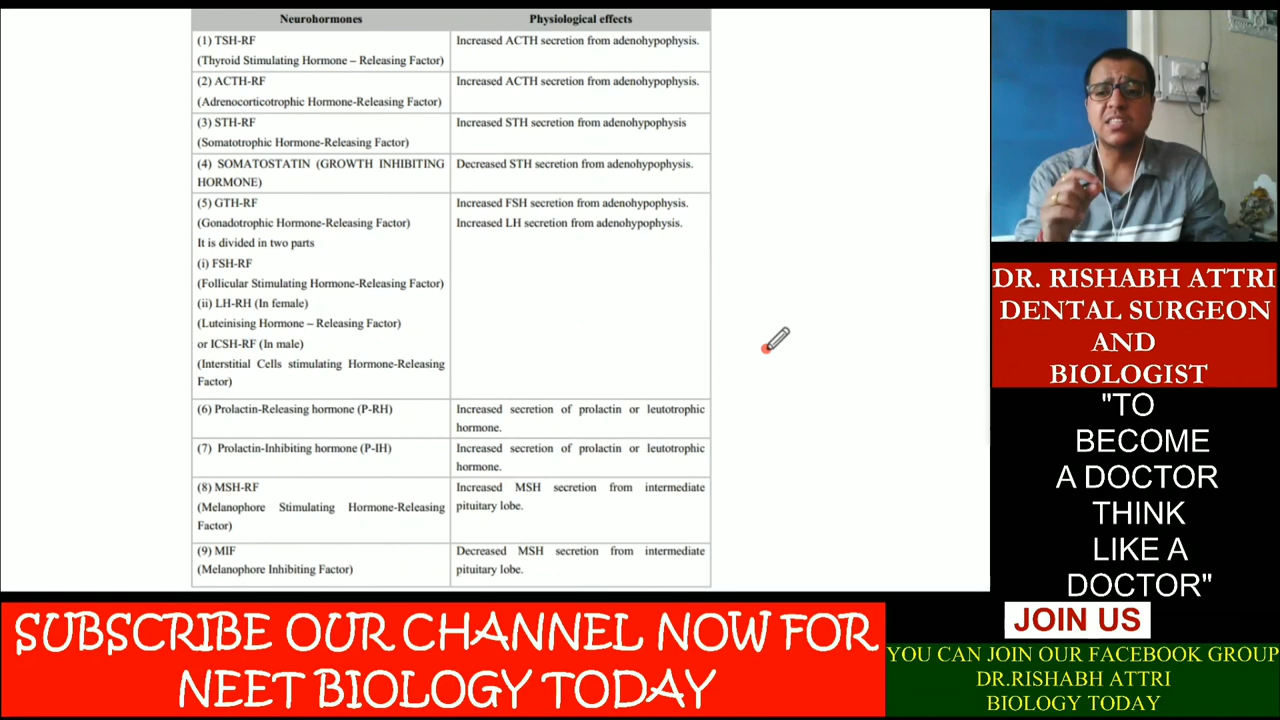 Neurohormones Physiological effects
(1) TSH-RF Increased ACTH secretion from adenohypophysis.
(Thyroid Stimulating Hormone – Releasing Factor)
(2) ACTH-RF Increased ACTH secretion from adenohypophysis.
(Adrenocorticotrophic Hormone-Releasing Factor)
(3) STH-RF Increased STH secretion from adenohypophysis
(Somatotrophic Hormone-Releasing Factor)
(4) SOMATOSTATIN (GROWTH INHIBITING Decreased STH secretion from adenohypophysis.
HORMONE)
(5) GTH-RF Increased FSH secretion from adenohypophysis.
(Gonadotrophic Hormone-Releasing Factor) Increased LH secretion from adenohypophysis.
It is divided in two parts
(i) FSH-RF
(Follicular Stimulating Hormone-Releasing Factor)
(ii) LH-RH (In female)
(Luteinising Hormone – Releasing Factor)
or ICSH-RF (In male)
(Interstitial Cells stimulating Hormone-Releasing
Factor)
(6) Prolactin-Releasing hormone (P-RH) Increased secretion of prolactin or leutotrophic
hormone.
(7) Prolactin-Inhibiting hormone (P-IH) Increased secretion of prolactin or leutotrophic
hormone.
(8) MSH-RF Increased MSH secretion from intermediate
(Melanophore Stimulating Hormone-Releasing pituitary lobe.
Factor)
(9) MIF Decreased MSH secretion from intermediate
(Melanophore Inhibiting Factor) pituitary lobe.
DR. RISHABH ATTRI
DENTAL SURGEON
AND
BIOLOGIST
"TO
BECOME
A DOCTOR
THINK
LIKE A
DOCTOR"
JOIN US
SUBSCRIBE OUR CHANNEL NOW FOR
NEET BIOLOGY TODAY
YOU CAN JOIN OUR FACEBOOK GROUP
DR.RISHABH ATTRI
BIOLOGY TODAY